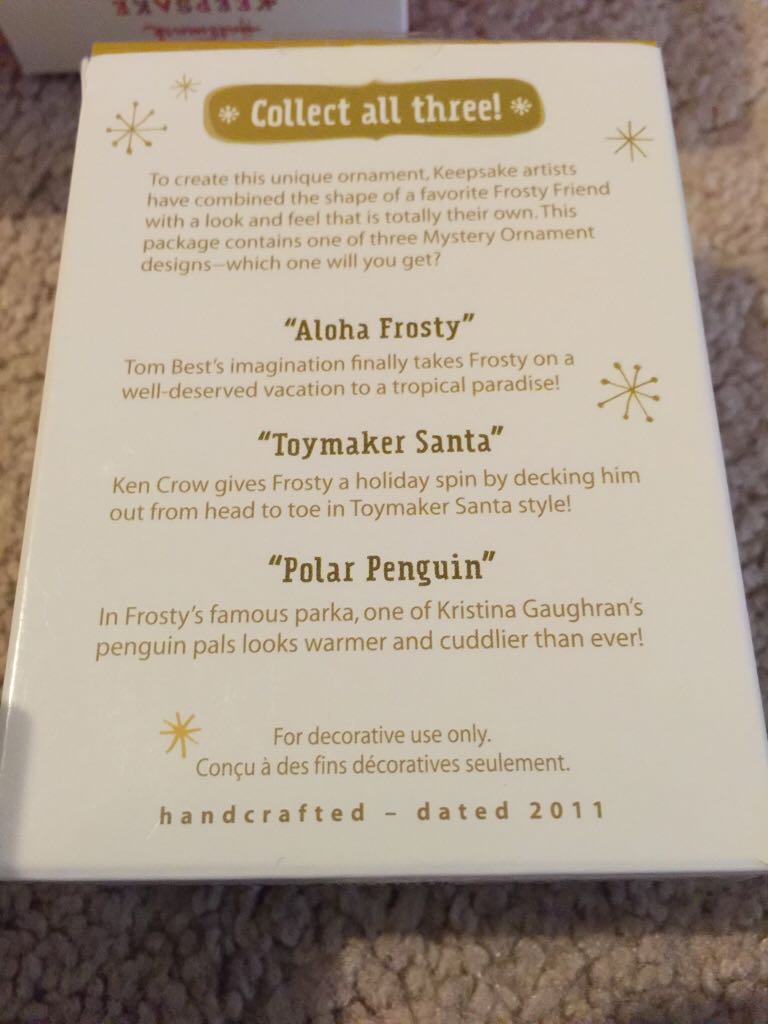 Hallmark
KEEPSAKE
Collect all three!
To create this unique ornament, Keepsake artists
have combined the shape of a favorite Frosty Friend
with a look and feel that is totally their own. This
package contains one of three Mystery Ornament
designs—which one will you get?
“Aloha Frosty”
Tom Best’s imagination finally takes Frosty on a
well-deserved vacation to a tropical paradise!
“Toymaker Santa”
Ken Crow gives Frosty a holiday spin by decking him
out from head to toe in Toymaker Santa style!
“Polar Penguin”
In Frosty’s famous parka, one of Kristina Gaughran’s
penguin pals looks warmer and cuddlier than ever!
For decorative use only.
Conçu à des fins décoratives seulement.
handcrafted – dated 2011